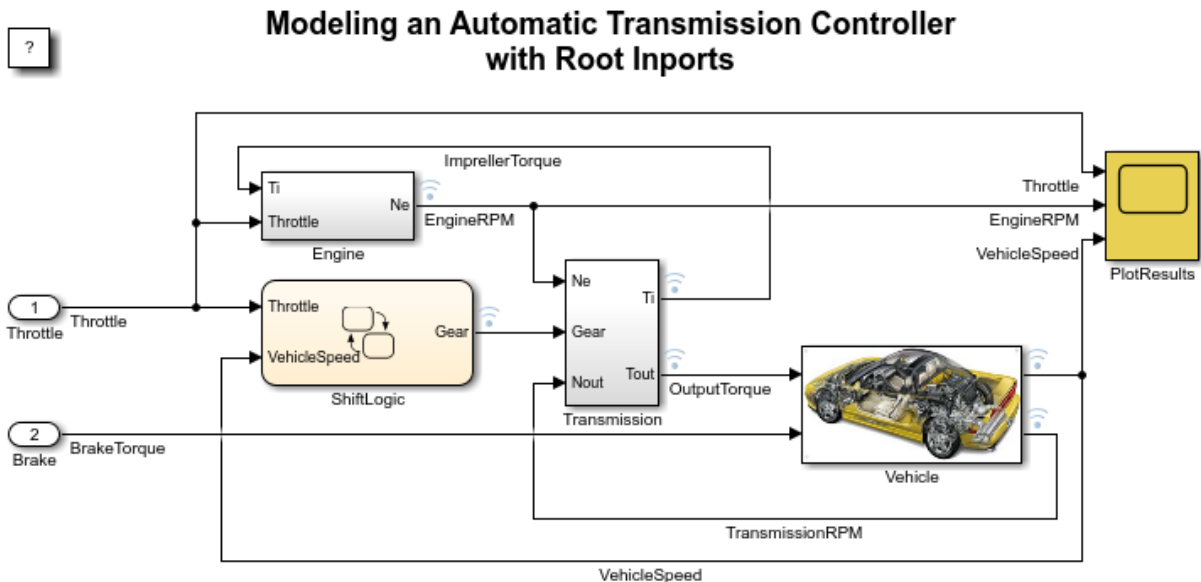 Modeling an Automatic Transmission Controller
with Root Inports
?
ImprellerTorque
Ti
Throttle
Ne
EngineRPM
Engine
Throttle
EngineRPM
VehicleSpeed
PlotResults
1
Throttle
Throttle
Throttle
VehicleSpeed
Gear
ShiftLogic
Ne
Gear
Nout
Ti
Tout
Transmission
OutputTorque
2
Brake
BrakeTorque
Vehicle
TransmissionRPM
VehicleSpeed